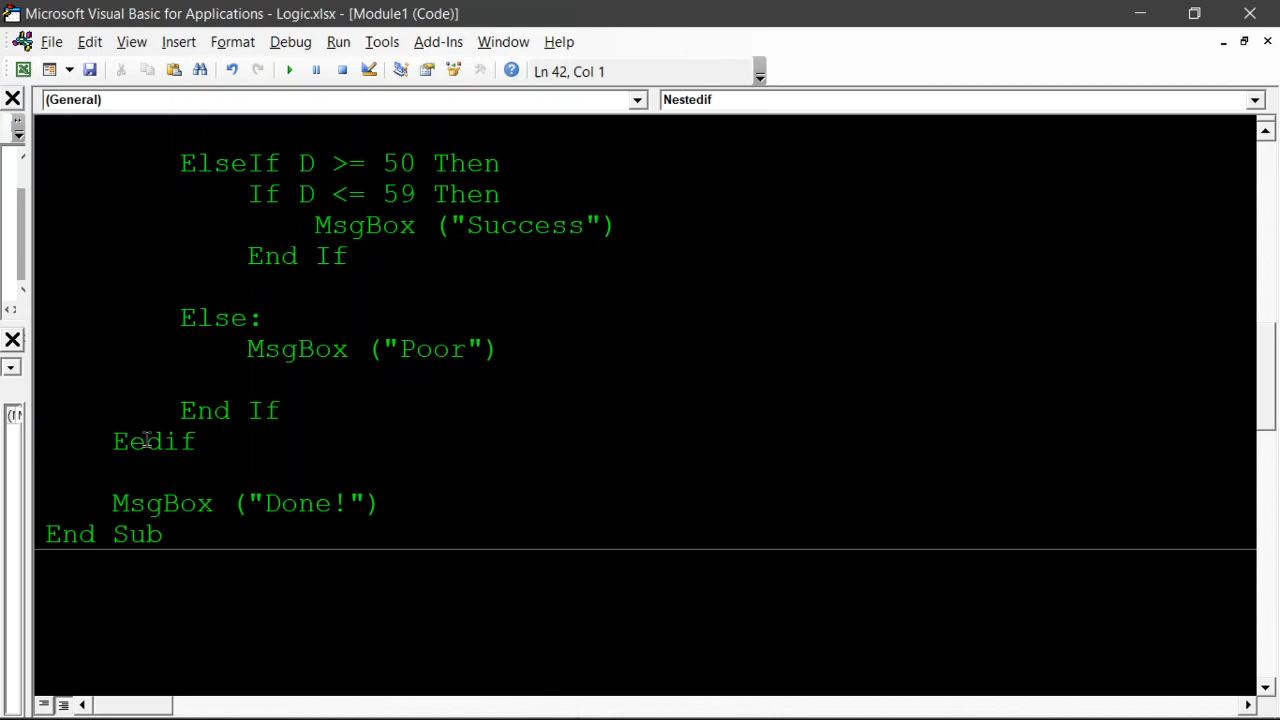 Microsoft Visual Basic for Applications - Logic.xlsx - [Module1 (Code)]
File Edit View Insert Format Debug Run Tools Add-Ins Window Help
Ln 42, Col 1
(General) Nestedif
ElseIf D >= 50 Then
If D <= 59 Then
MsgBox ("Success")
End If
Else:
MsgBox ("Poor")
End If
Eedif
MsgBox ("Done!")
End Sub